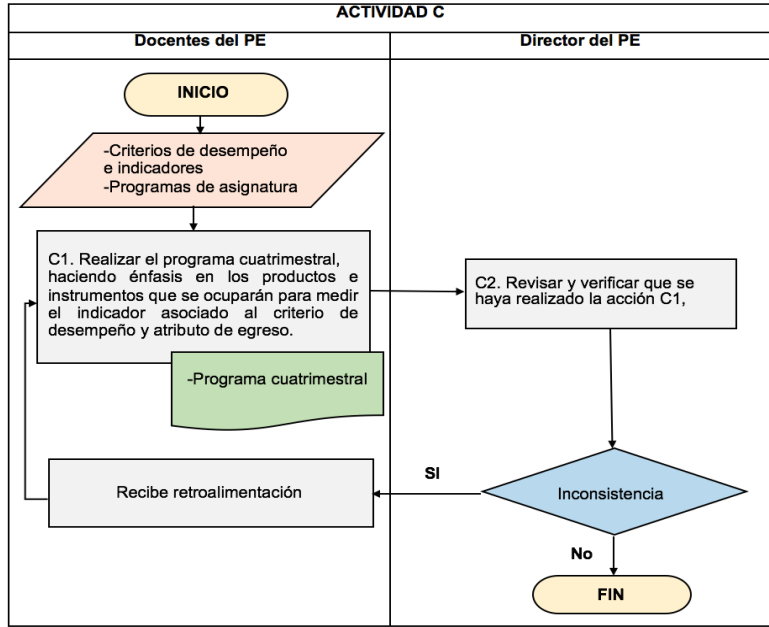 ACTIVIDAD C
Docentes del PE
Director del PE
INICIO
-Criterios de desempeño
e indicadores
-Programas de asignatura
C1. Realizar el programa cuatrimestral,
haciendo énfasis en los productos e
instrumentos que se ocuparán para medir
el indicador asociado al criterio de
desempeño y atributo de egreso.
-Programa cuatrimestral
C2. Revisar y verificar que se
haya realizado la acción C1,
Inconsistencia
SI
Recibe retroalimentación
No
FIN